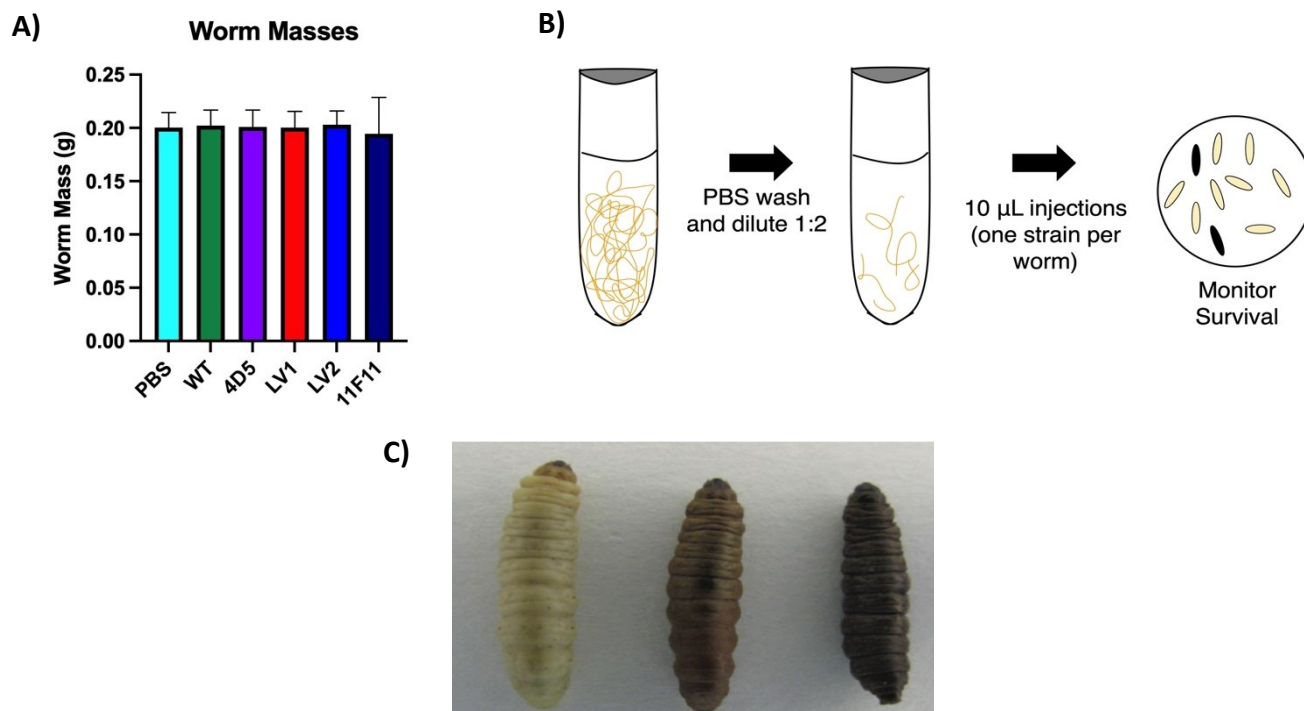 A)
Worm Masses
Worm Mass (g)
0.25
0.20
0.15
0.10
0.05
0.00
PBS
WT
4D5
LV1
LV2
11F11
B)
PBS wash
and dilute 1:2
10 µL injections
(one strain per
worm)
Monitor
Survival
C)